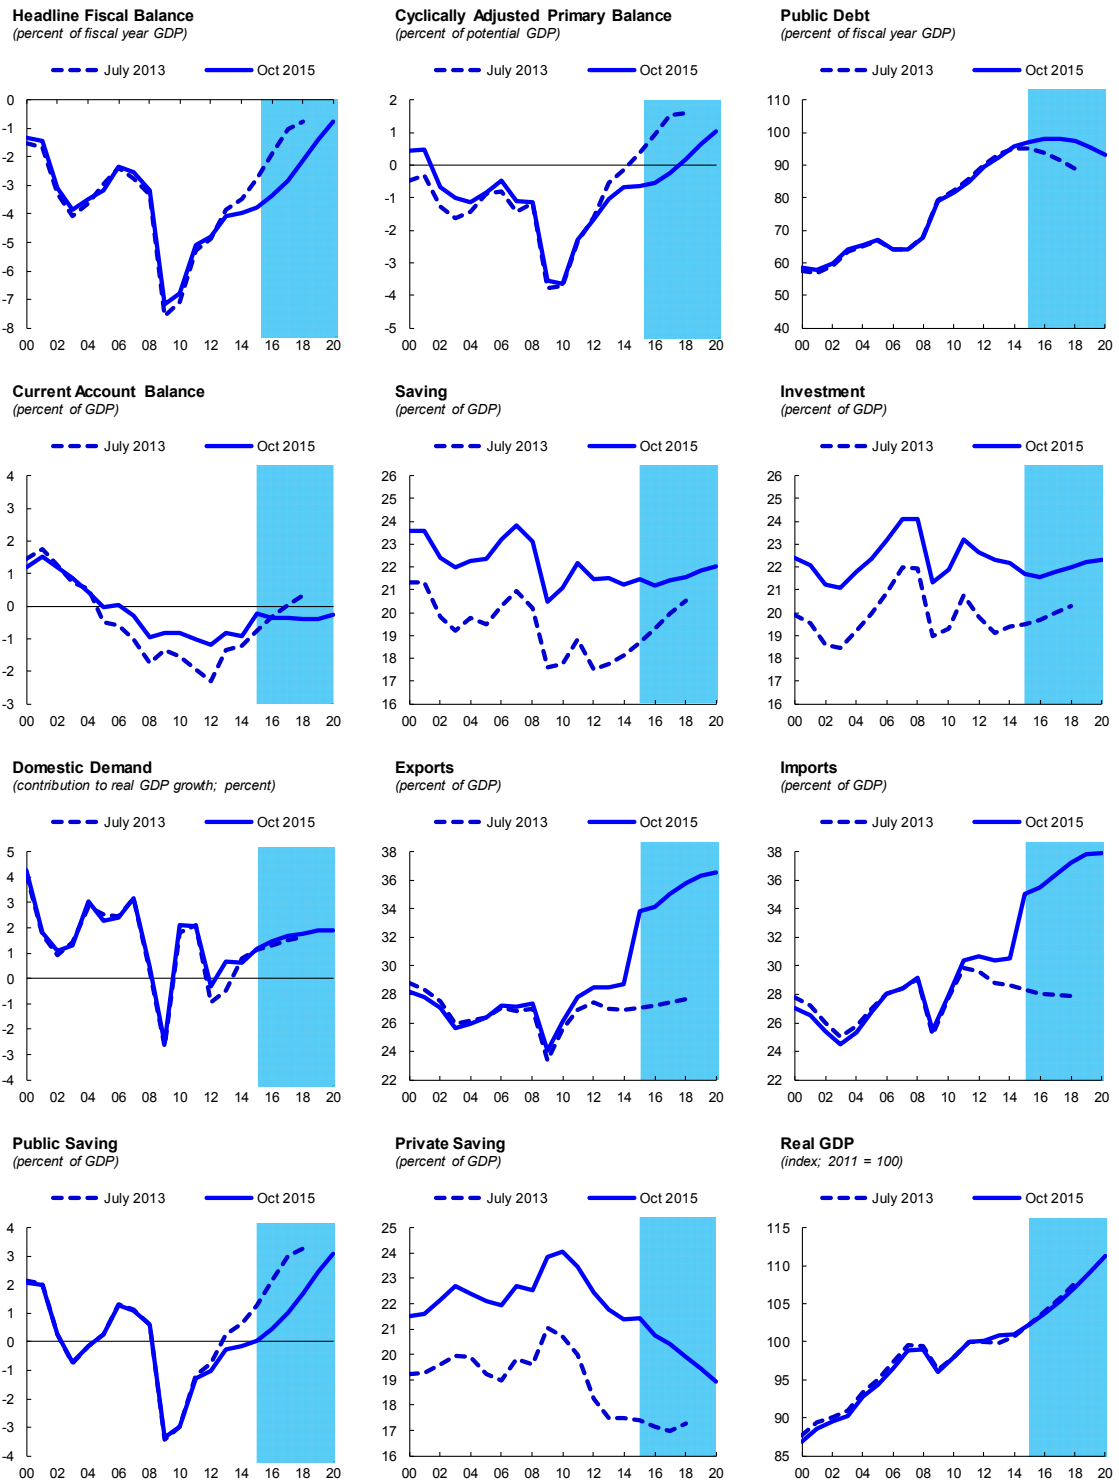 Headline Fiscal Balance
(percent of fiscal year GDP)
July 2013 Oct 2015
0
-1
-2
-3
-4
-5
-6
-7
-8
00 02 04 06 08 10 12 14 16 18 20
Cyclically Adjusted Primary Balance
(percent of potential GDP)
July 2013 Oct 2015
2
1
0
-1
-2
-3
-4
-5
00 02 04 06 08 10 12 14 16 18 20
Public Debt
(percent of fiscal year GDP)
July 2013 Oct 2015
110
100
90
80
70
60
50
40
00 02 04 06 08 10 12 14 16 18 20
Current Account Balance
(percent of GDP)
July 2013 Oct 2015
4
3
2
1
0
-1
-2
-3
00 02 04 06 08 10 12 14 16 18 20
Saving
(percent of GDP)
July 2013 Oct 2015
26
25
24
23
22
21
20
19
18
17
16
00 02 04 06 08 10 12 14 16 18 20
Investment
(percent of GDP)
July 2013 Oct 2015
26
25
24
23
22
21
20
19
18
17
16
00 02 04 06 08 10 12 14 16 18 20
Domestic Demand
(contribution to real GDP growth; percent)
July 2013 Oct 2015
5
4
3
2
1
0
-1
-2
-3
-4
00 02 04 06 08 10 12 14 16 18 20
Exports
(percent of GDP)
July 2013 Oct 2015
38
36
34
32
30
28
26
24
22
00 02 04 06 08 10 12 14 16 18 20
Imports
(percent of GDP)
July 2013 Oct 2015
38
36
34
32
30
28
26
24
22
00 02 04 06 08 10 12 14 16 18 20
Public Saving
(percent of GDP)
July 2013 Oct 2015
4
3
2
1
0
-1
-2
-3
-4
00 02 04 06 08 10 12 14 16 18 20
Private Saving
(percent of GDP)
July 2013 Oct 2015
25
24
23
22
21
20
19
18
17
16
00 02 04 06 08 10 12 14 16 18 20
Real GDP
(index; 2011 = 100)
July 2013 Oct 2015
115
110
105
100
95
90
85
00 02 04 06 08 10 12 14 16 18 20